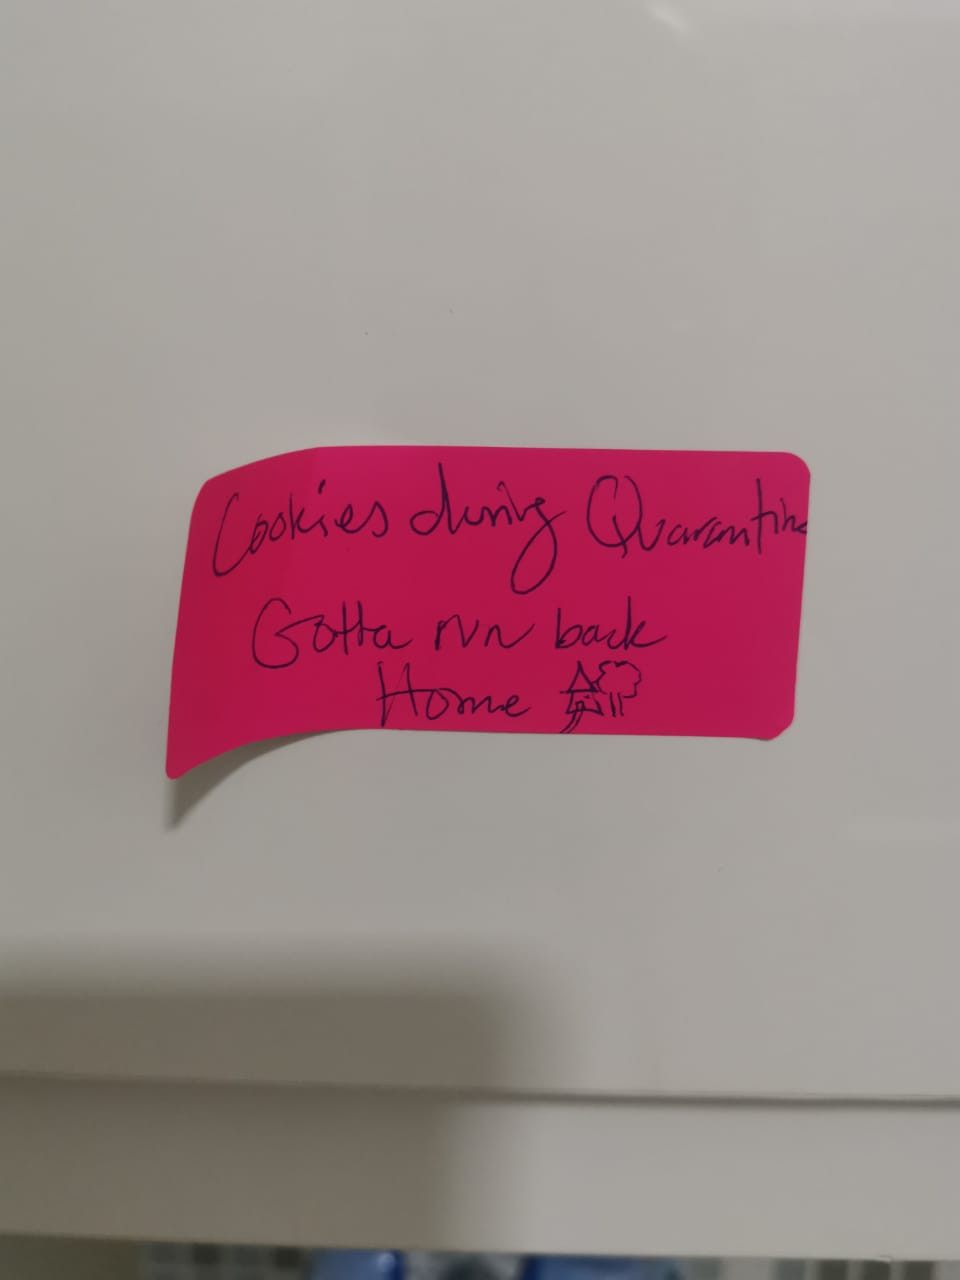 Cookies during Quarantine
Gotta run back
Home